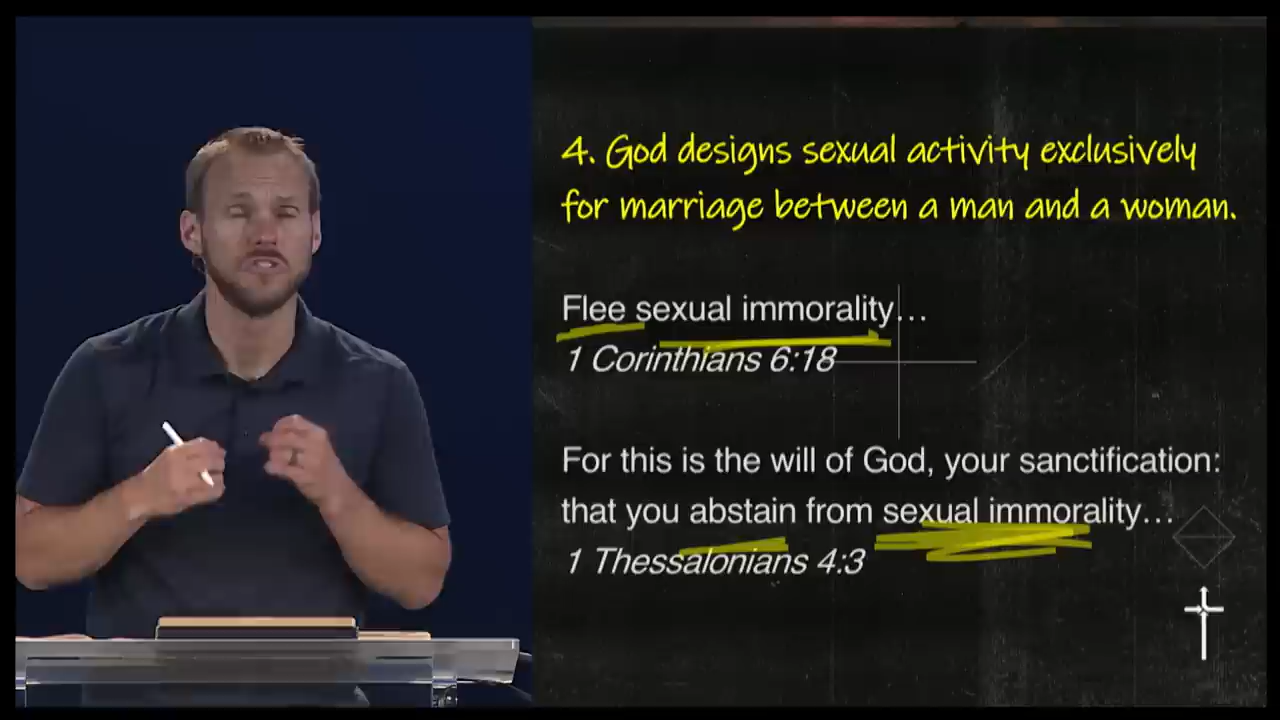 4. God designs sexual activity exclusively
for marriage between a man and a woman.
Flee sexual immorality…
1 Corinthians 6:18
For this is the will of God, your sanctification:
that you abstain from sexual immorality…
1 Thessalonians 4:3